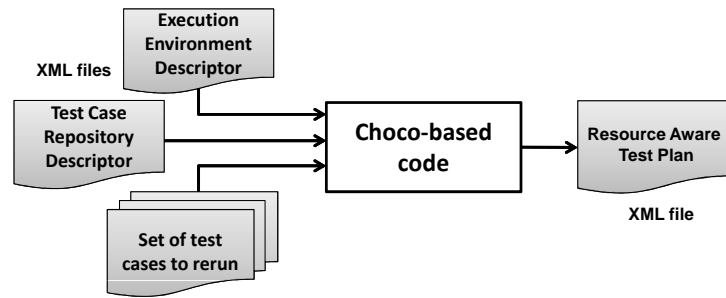 Execution
Environment
Descriptor
XML files
Test Case
Repository
Descriptor
Set of test
cases to rerun
Choco-based
code
Resource Aware
Test Plan
XML file